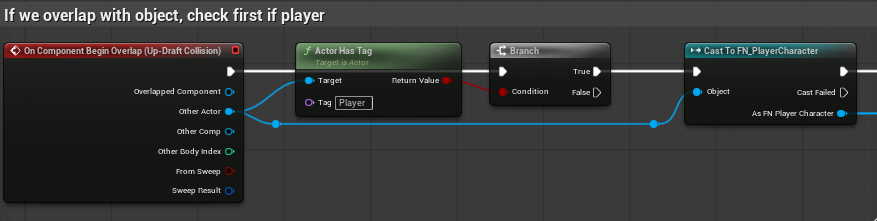 If we overlap with object, check first if player
On Component Begin Overlap (Up-Draft Collision)
Overlapped Component
Other Actor
Other Comp
Other Body Index
From Sweep
Sweep Result
f Actor Has Tag
Target is Actor
Target
Return Value
Tag Player
Branch
True
Condition
False
Cast To FN_PlayerCharacter
Object
Cast Failed
As FN Player Character